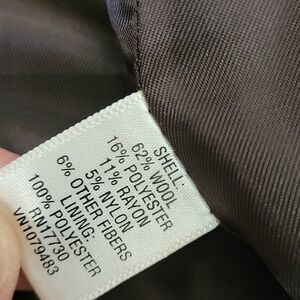 SHELL:
62% WOOL
16% POLYESTER
11% RAYON
5% NYLON
6% OTHER FIBERS
LINING:
100% POLYESTER
RN17730
VN1079483